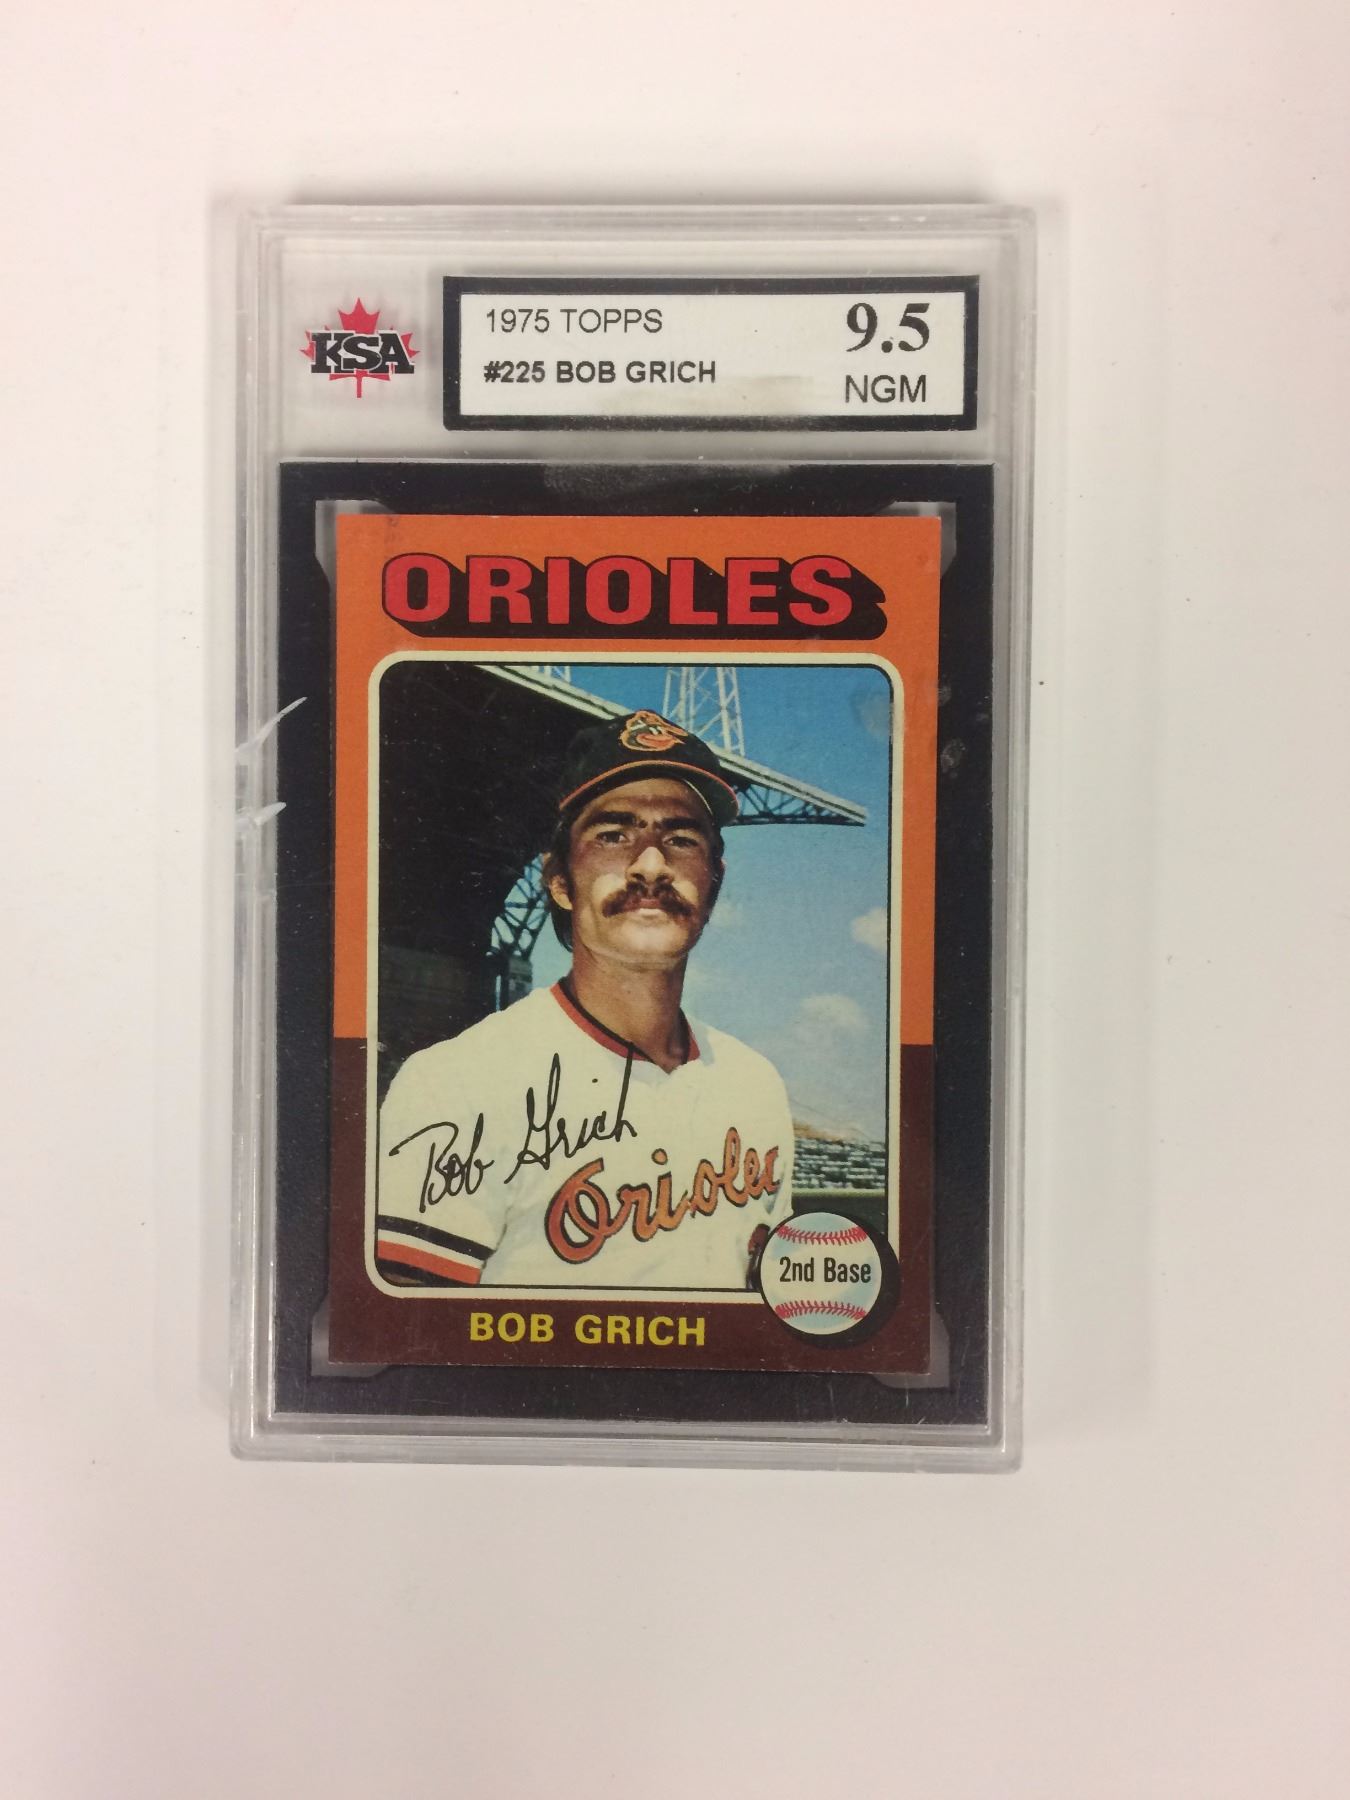 KSA
1975 TOPPS
#225 BOB GRICH
9.5
NGM
ORIOLES
Bob Grich
Orioles
2nd Base
BOB GRICH